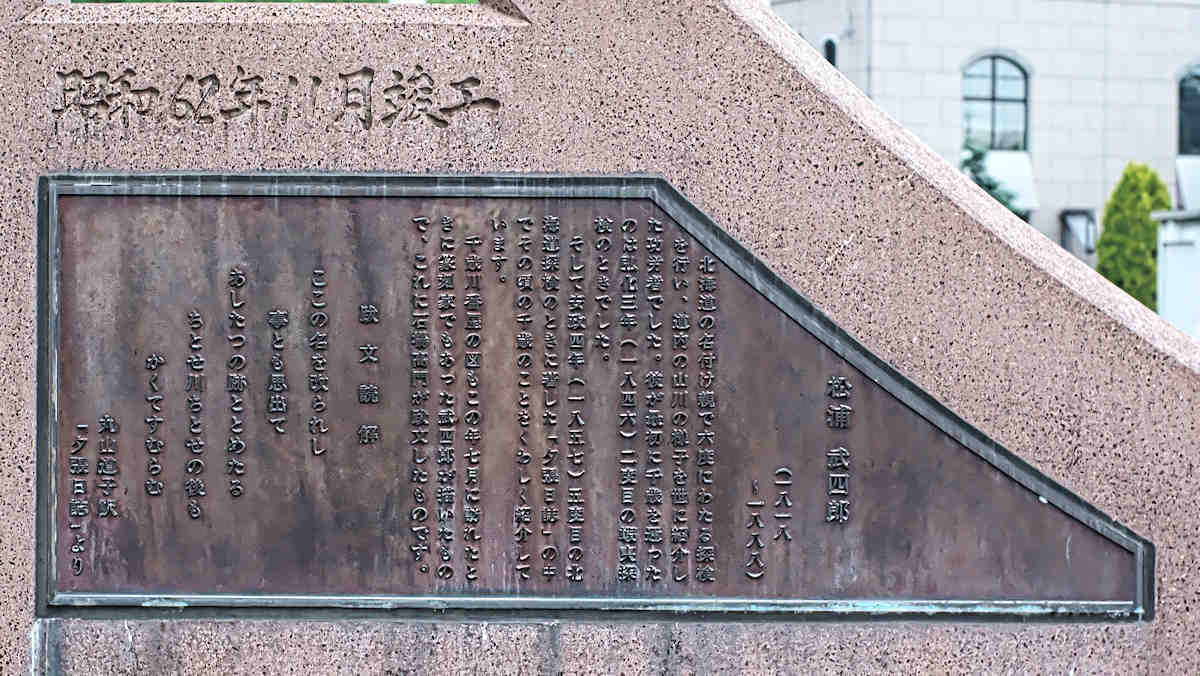 昭和62年11月竣工
松浦 武四郎
(一八一八
〜一八八八)
北海道の名付け親で六度にわたる探検
を行い、道内の山川の様子を世に紹介し
た功労者でした。彼が最初に千歳を通った
のは弘化三年(一八四六)二度目の蝦夷探
検のときでした。
そして安政四年(一八五七)五度目の北
海道探検のときに著した「夕張日誌」の中
でその頃の千歳のことをくわしく紹介して
います。
千歳川番屋の図もこの年七月に訪れたと
きに篆刻家でもあった武四郎が描いたもの
で、これに石高門が跋文したものです。
跋文読解
ここの名を改られし
事ども思出て
あしたつの跡ととめたる
ちとせ川ちとせの後も
かくてすむらむ
丸山道子訳
「夕張日誌」より